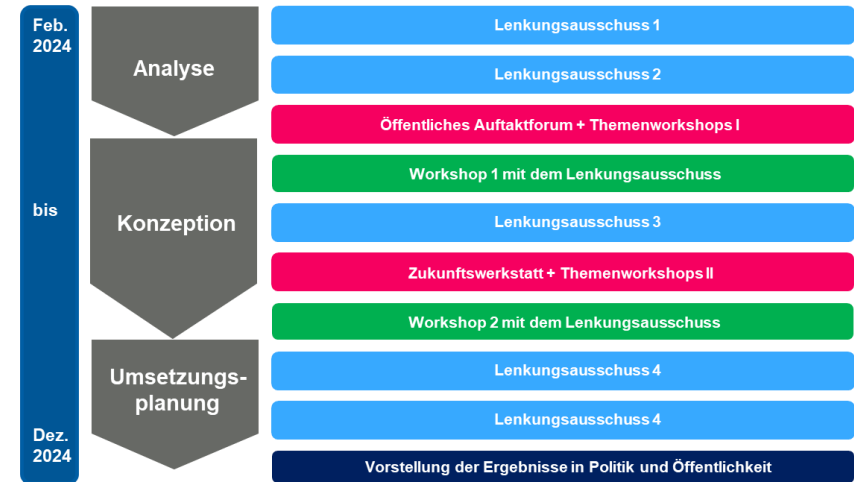 Feb.
2024
bis
Dez.
2024
Analyse
Konzeption
Umsetzungs-
planung
Lenkungsausschuss 1
Lenkungsausschuss 2
Öffentliches Auftaktforum + Themenworkshops I
Workshop 1 mit dem Lenkungsausschuss
Lenkungsausschuss 3
Zukunftswerkstatt + Themenworkshops II
Workshop 2 mit dem Lenkungsausschuss
Lenkungsausschuss 4
Lenkungsausschuss 4
Vorstellung der Ergebnisse in Politik und Öffentlichkeit